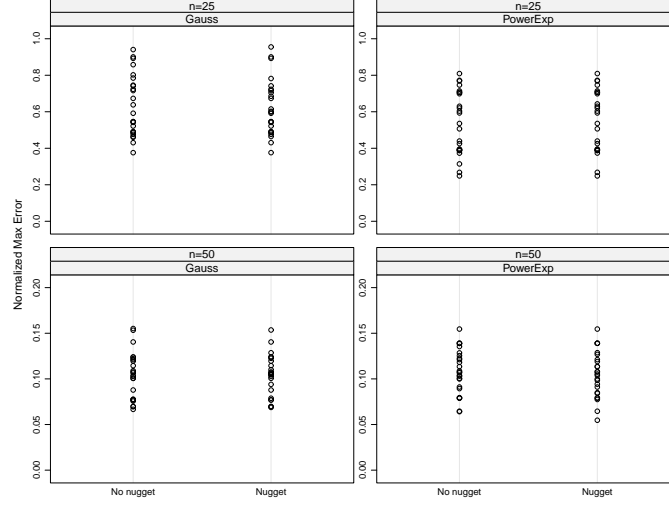 n=25
n=25
Gauss
PowerExp
1.0
0.8
0.6
0.4
0.2
0.0
1.0
0.8
0.6
0.4
0.2
0.0
Normalized Max Error
n=50
n=50
Gauss
PowerExp
0.20
0.15
0.10
0.05
0.00
0.20
0.15
0.10
0.05
0.00
No nugget Nugget No nugget Nugget